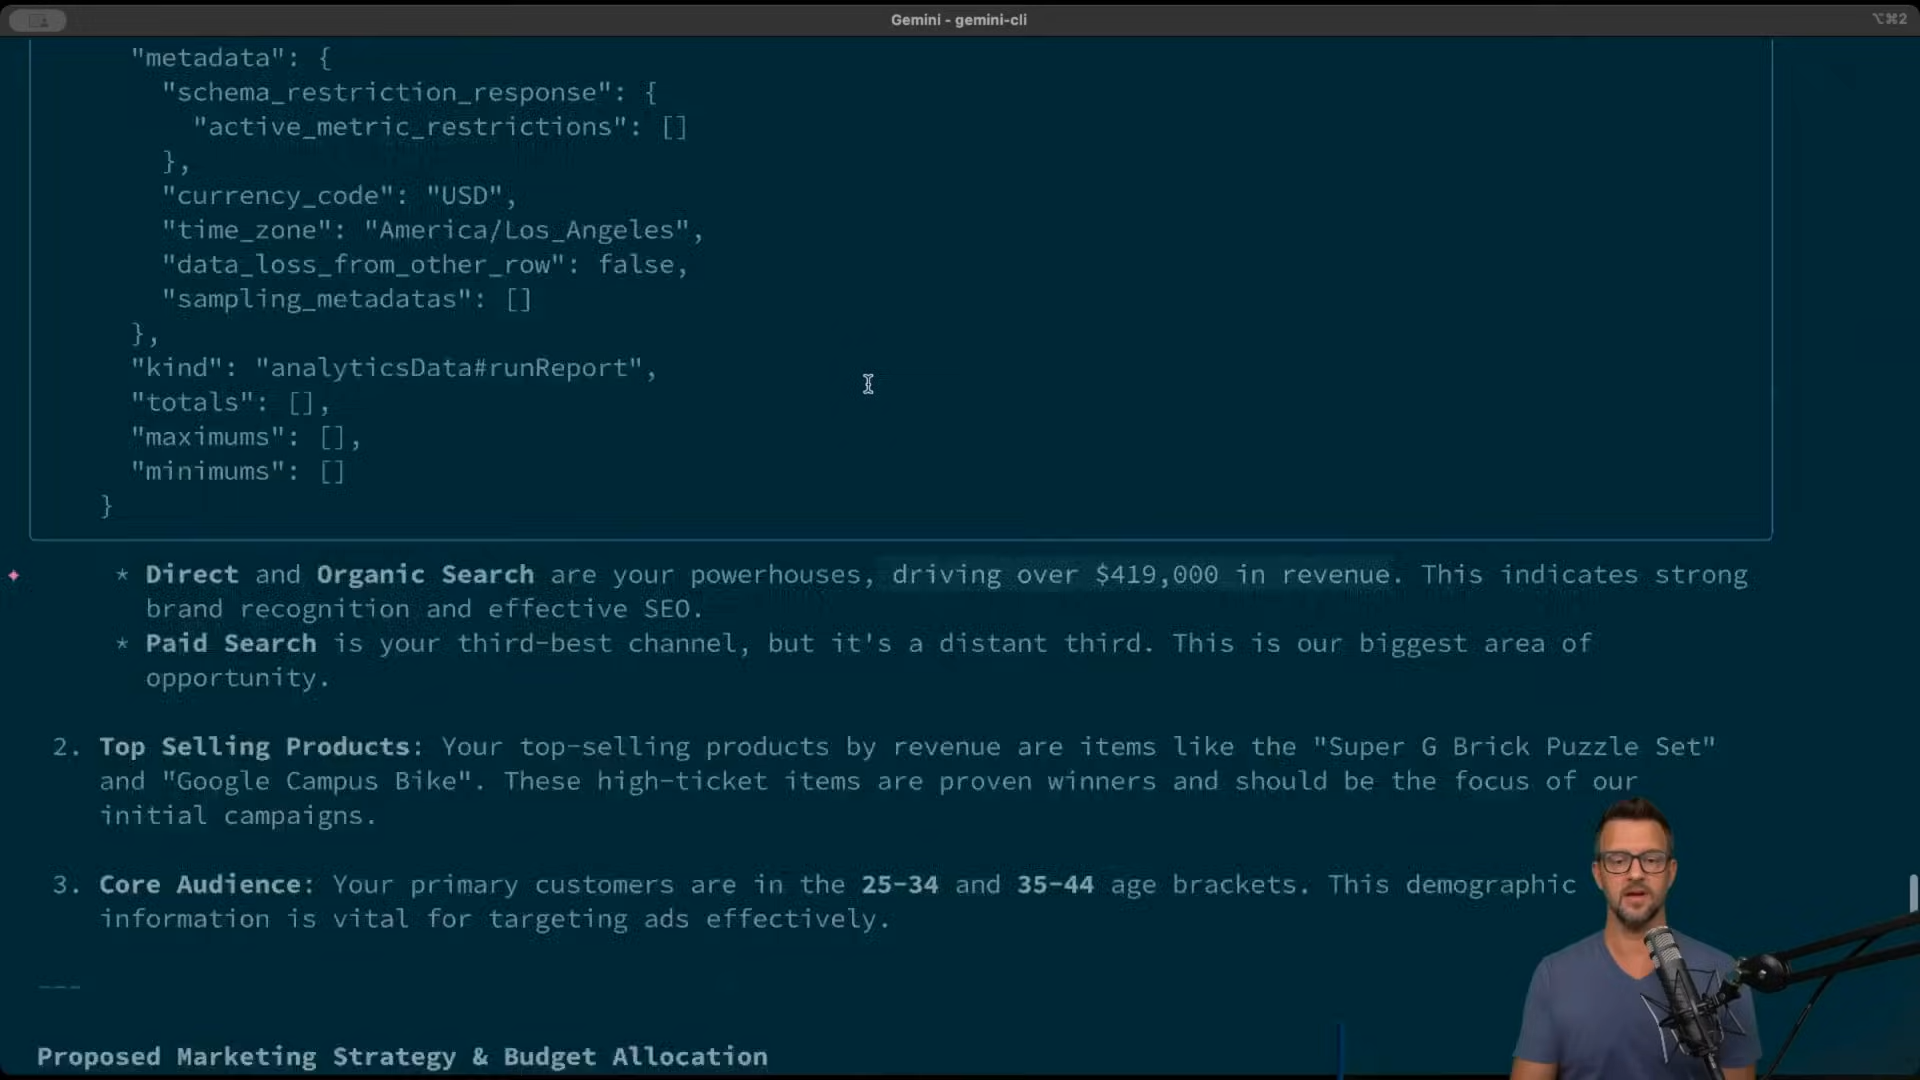 Gemini - gemini-cli
⌥⌘2
"metadata": {
"schema_restriction_response": {
"active_metric_restrictions": []
},
"currency_code": "USD",
"time_zone": "America/Los_Angeles",
"data_loss_from_other_row": false,
"sampling_metadatas": []
},
"kind": "analyticsData#runReport",
"totals": [],
"maximums": [],
"minimums": []
}
* Direct and Organic Search are your powerhouses, driving over $419,000 in revenue. This indicates strong
brand recognition and effective SEO.
* Paid Search is your third-best channel, but it's a distant third. This is our biggest area of
opportunity.
2. Top Selling Products: Your top-selling products by revenue are items like the "Super G Brick Puzzle Set"
and "Google Campus Bike". These high-ticket items are proven winners and should be the focus of our
initial campaigns.
3. Core Audience: Your primary customers are in the 25-34 and 35-44 age brackets. This demographic
information is vital for targeting ads effectively.
---
Proposed Marketing Strategy & Budget Allocation